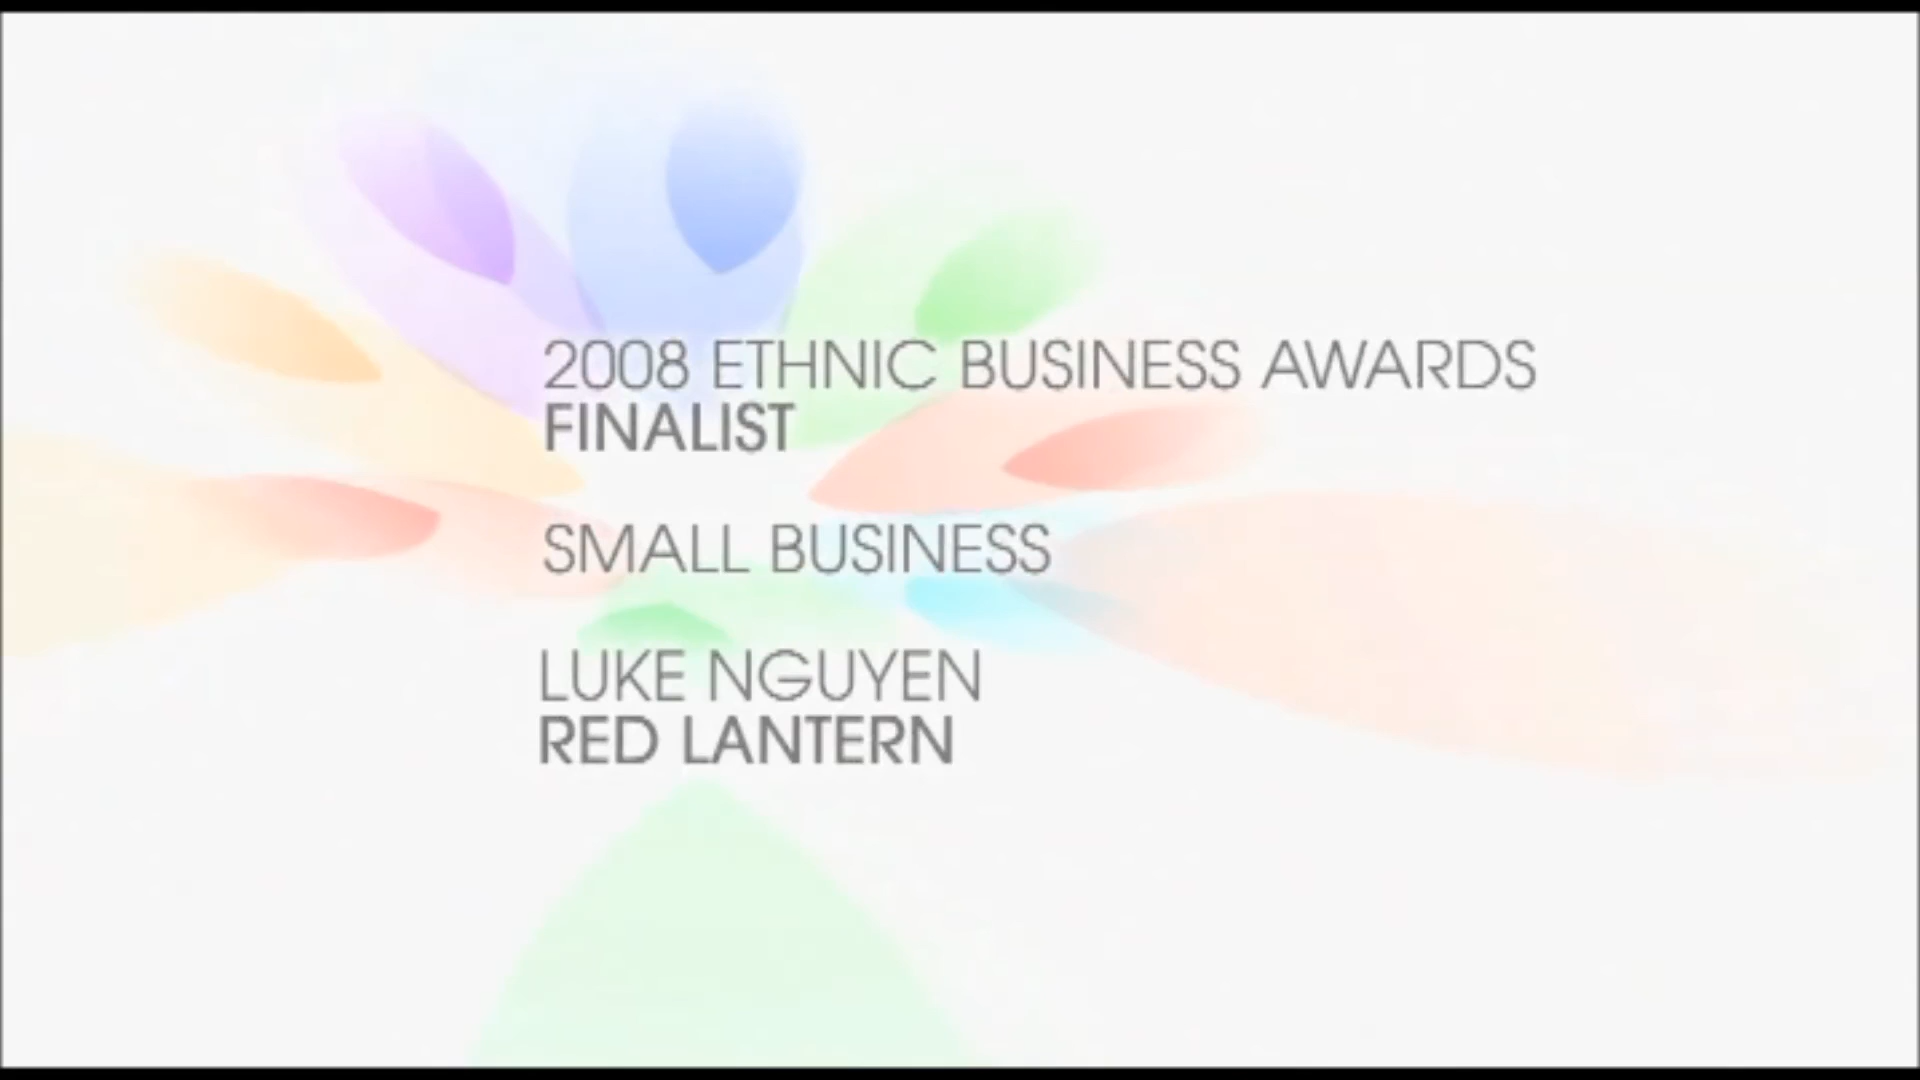 2008 ETHNIC BUSINESS AWARDS
FINALIST
SMALL BUSINESS
LUKE NGUYEN
RED LANTERN